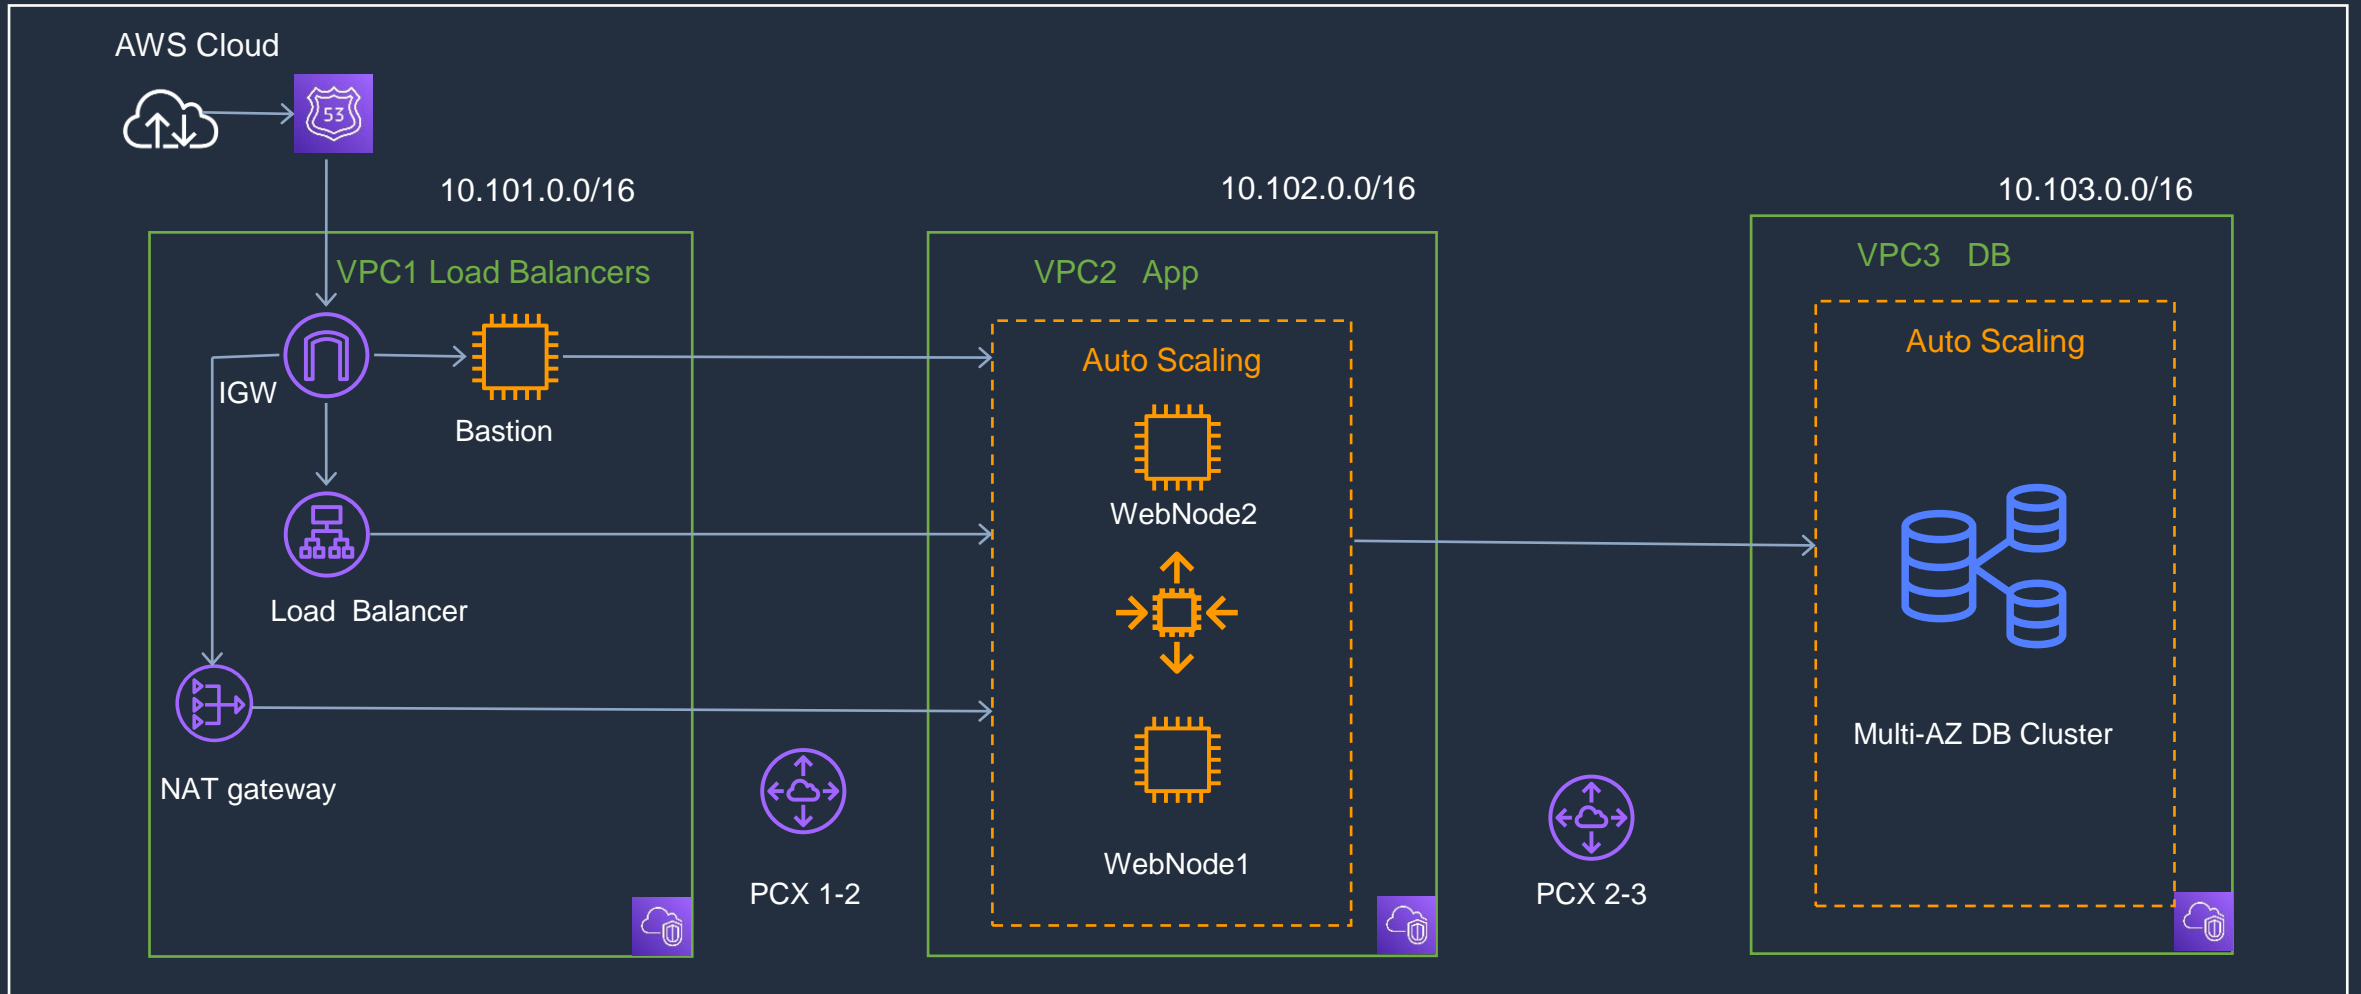 AWS Cloud
53
10.101.0.0/16
10.102.0.0/16
10.103.0.0/16
VPC1 Load Balancers
IGW
Bastion
Load  Balancer
NAT gateway
PCX 1-2
VPC2   App
Auto Scaling
WebNode2
WebNode1
PCX 2-3
VPC3   DB
Auto Scaling
Multi-AZ DB Cluster